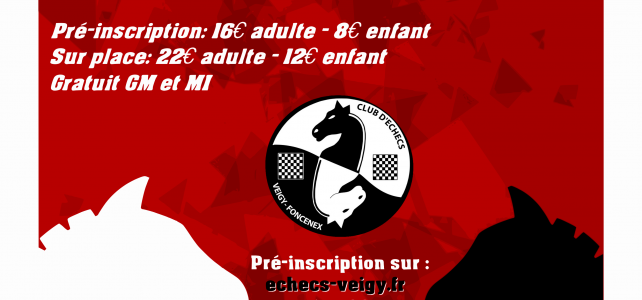 Pré-inscription: 16€ adulte - 8€ enfant
Sur place: 22€ adulte - 12€ enfant
Gratuit GM et MI
CLUB D'ECHECS
VEIGY-FONCENEX
Pré-inscription sur :
echecs-veigy.fr